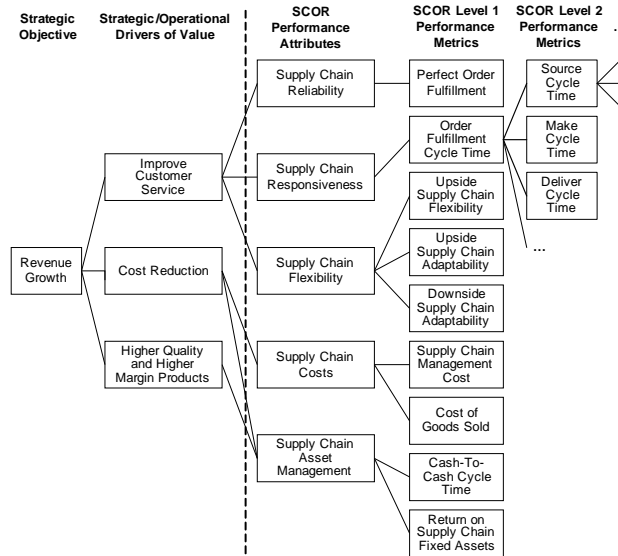 Strategic
Objective
Strategic/Operational
Drivers of Value
SCOR
Performance
Attributes
SCOR Level 1
Performance
Metrics
SCOR Level 2
Performance
Metrics
.
Revenue
Growth
Improve
Customer
Service
Cost Reduction
Higher Quality
and Higher
Margin Products
Supply Chain
Reliability
Supply Chain
Responsiveness
Supply Chain
Flexibility
Supply Chain
Costs
Supply Chain
Asset
Management
Perfect Order
Fulfillment
Order
Fulfillment
Cycle Time
Upside
Supply Chain
Flexibility
Upside
Supply Chain
Adaptability
Downside
Supply Chain
Adaptability
Supply Chain
Management
Cost
Cost of
Goods Sold
Cash-To-
Cash Cycle
Time
Return on
Supply Chain
Fixed Assets
Source
Cycle
Time
Make
Cycle
Time
Deliver
Cycle
Time
...